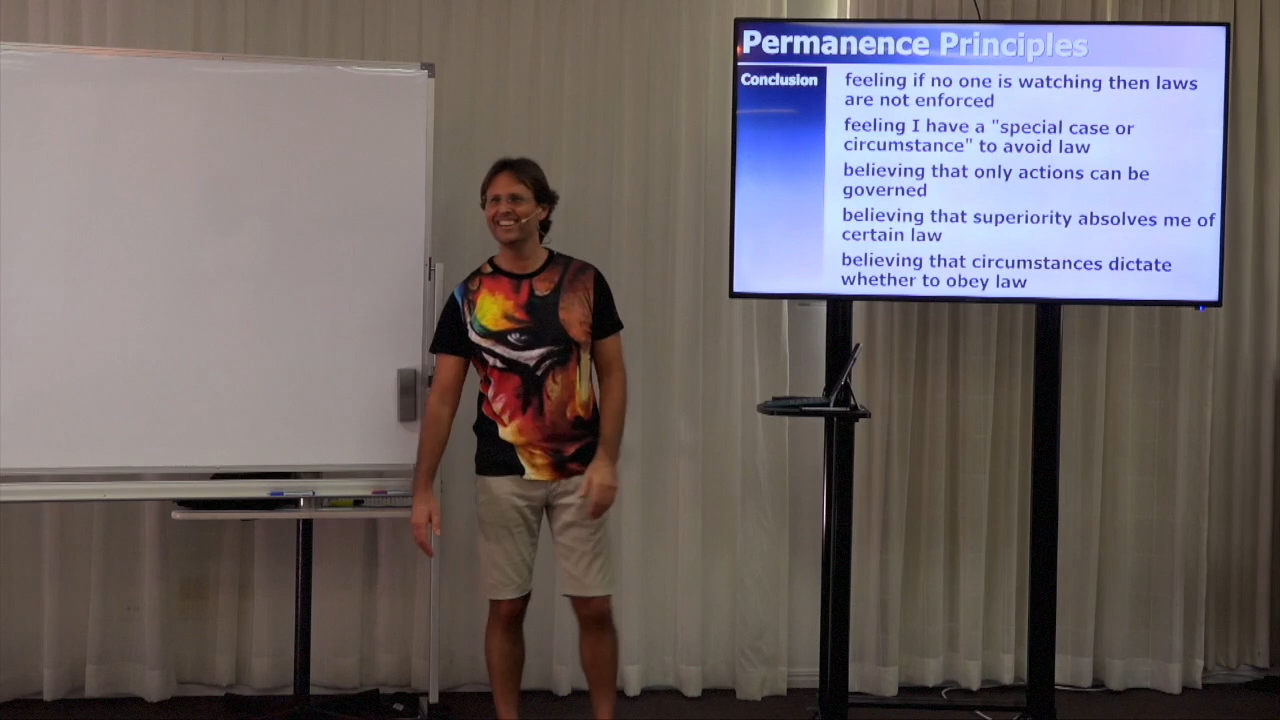 Permanence Principles
Conclusion
feeling if no one is watching then laws
are not enforced
feeling I have a "special case or
circumstance" to avoid law
believing that only actions can be
governed
believing that superiority absolves me of
certain law
believing that circumstances dictate
whether to obey law